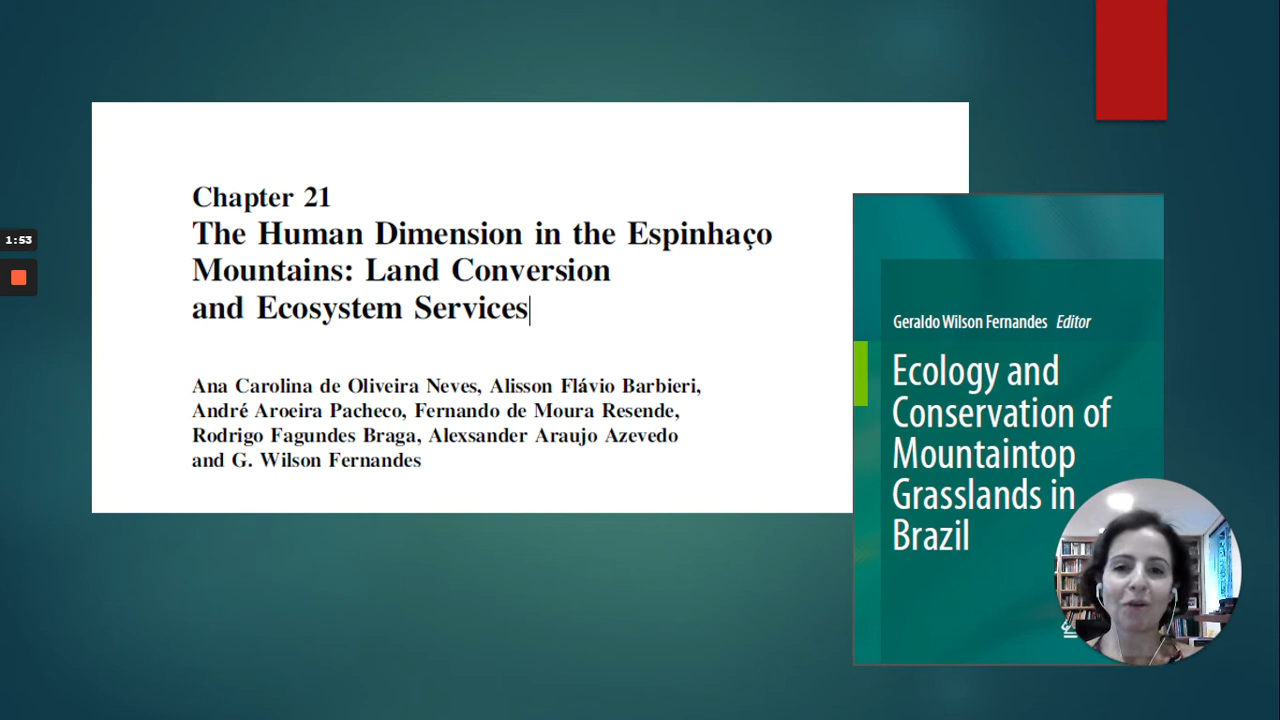 Chapter 21
The Human Dimension in the Espinhaço
Mountains: Land Conversion
and Ecosystem Services
Ana Carolina de Oliveira Neves, Alisson Flávio Barbieri,
André Aroeira Pacheco, Fernando de Moura Resende,
Rodrigo Fagundes Braga, Alexsander Araujo Azevedo
and G. Wilson Fernandes
1:53
Geraldo Wilson Fernandes Editor
Ecology and
Conservation of
Mountaintop
Grasslands in
Brazil